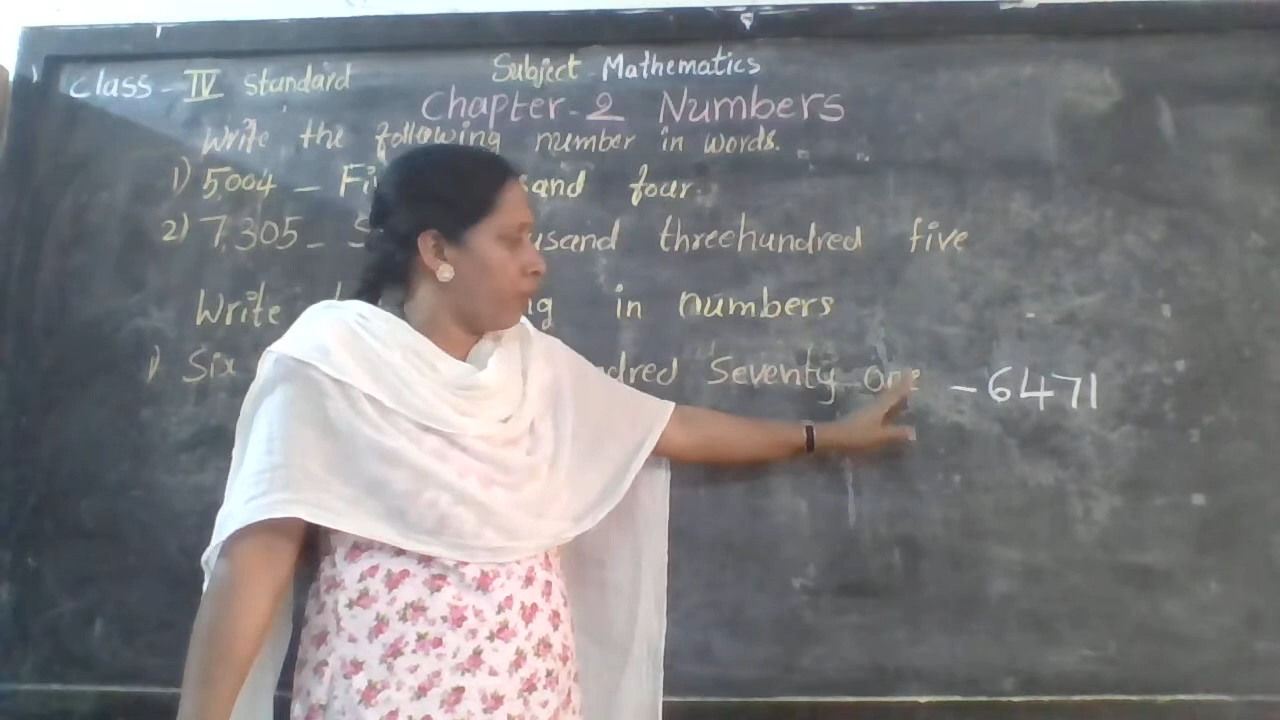 Class - IV Standard Subject Mathematics
Chapter-2 Numbers
Write the following number in words.
1) 5,004 - Fi sand four.
2) 7,305 - S usand threehundred five
Write g in numbers
1) Six dred Seventy one - 6471